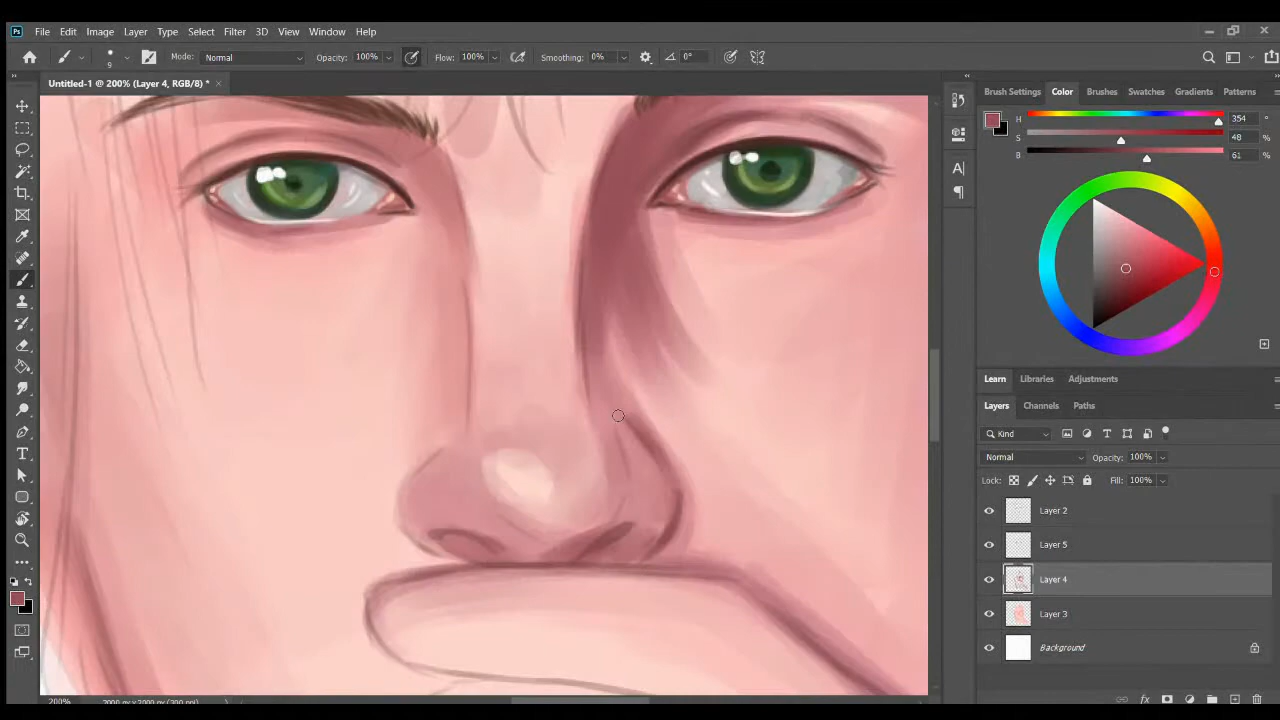 Ps File Edit Image Layer Type Select Filter 3D View Window Help
9 Mode: Normal Opacity: 100% Flow: 100% Smoothing: 0% 0°
Untitled-1 @ 200% (Layer 4, RGB/8) * ×
Brush Settings Color Brushes Swatches Gradients Patterns
H 354 °
S 48 %
B 61 %
Learn Libraries Adjustments
Layers Channels Paths
Kind
Normal Opacity: 100%
Lock: Fill: 100%
Layer 2
Layer 5
Layer 4
Layer 3
Background
200%